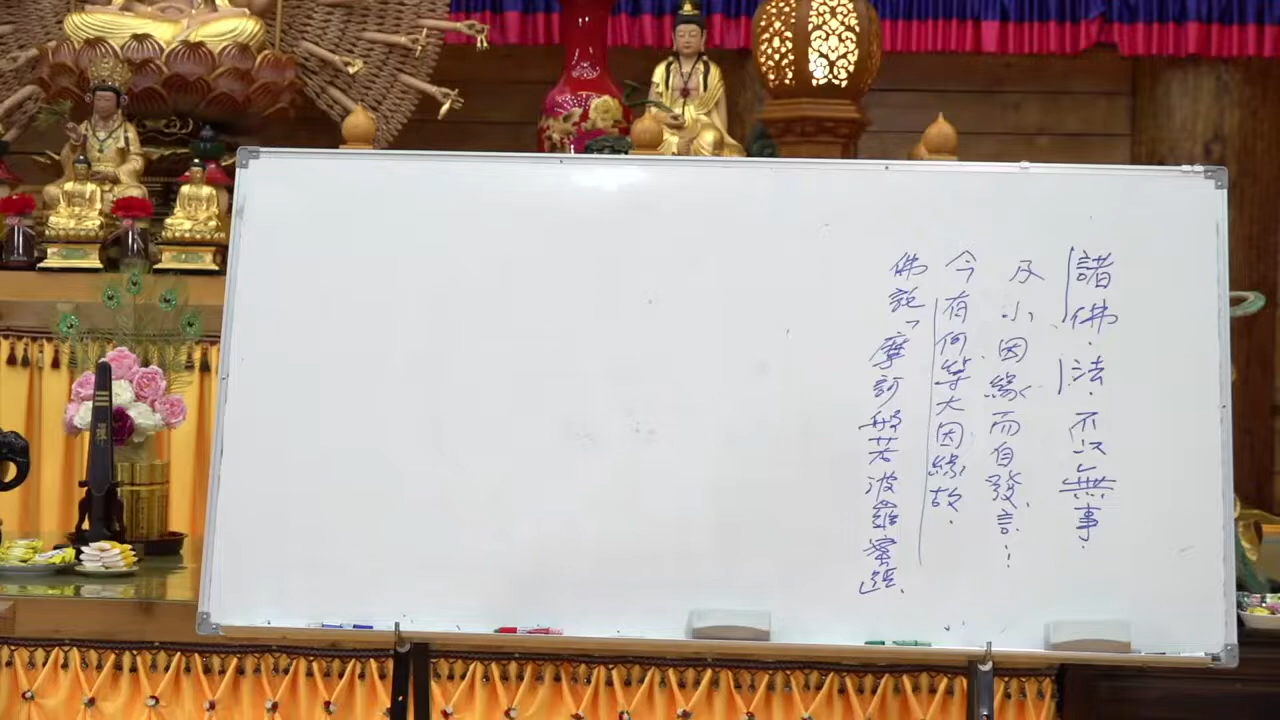 諸佛.法.不以無事.
及小因緣而自發言...
今有何等大因緣故.
佛說「摩訶般若波羅蜜經.
禪